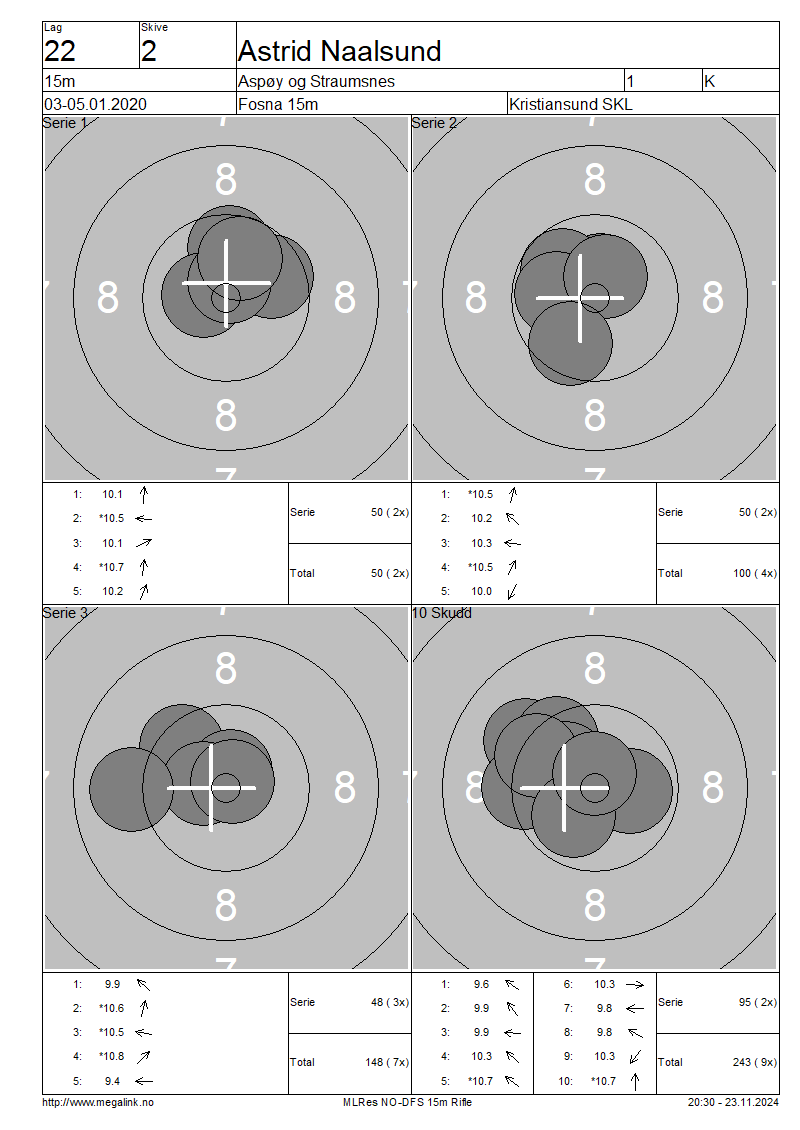 Lag
Skive
22
2
Astrid Naalsund
15m
Aspøy og Straumsnes
1
K
03-05.01.2020
Fosna 15m
Kristiansund SKL
Serie 1
7
8
7
8
8
8
7
Serie 2
7
8
7
8
8
7
8
7
1: 10.1
2: *10.5
3: 10.1
4: *10.7
5: 10.2
Serie 50 ( 2x)
Total 50 ( 2x)
1: *10.5
2: 10.2
3: 10.3
4: *10.5
5: 10.0
Serie 50 ( 2x)
Total 100 ( 4x)
Serie 3
7
8
7
8
8
7
10 Skudd
7
8
7
8
8
7
8
7
1: 9.9
2: *10.6
3: *10.5
4: *10.8
5: 9.4
Serie 48 ( 3x)
Total 148 ( 7x)
1: 9.6
2: 9.9
3: 9.9
4: 10.3
5: *10.7
6: 10.3
7: 9.8
8: 9.8
9: 10.3
10: *10.7
Serie 95 ( 2x)
Total 243 ( 9x)
http://www.megalink.no
MLRes NO-DFS 15m Rifle
20:30 - 23.11.2024